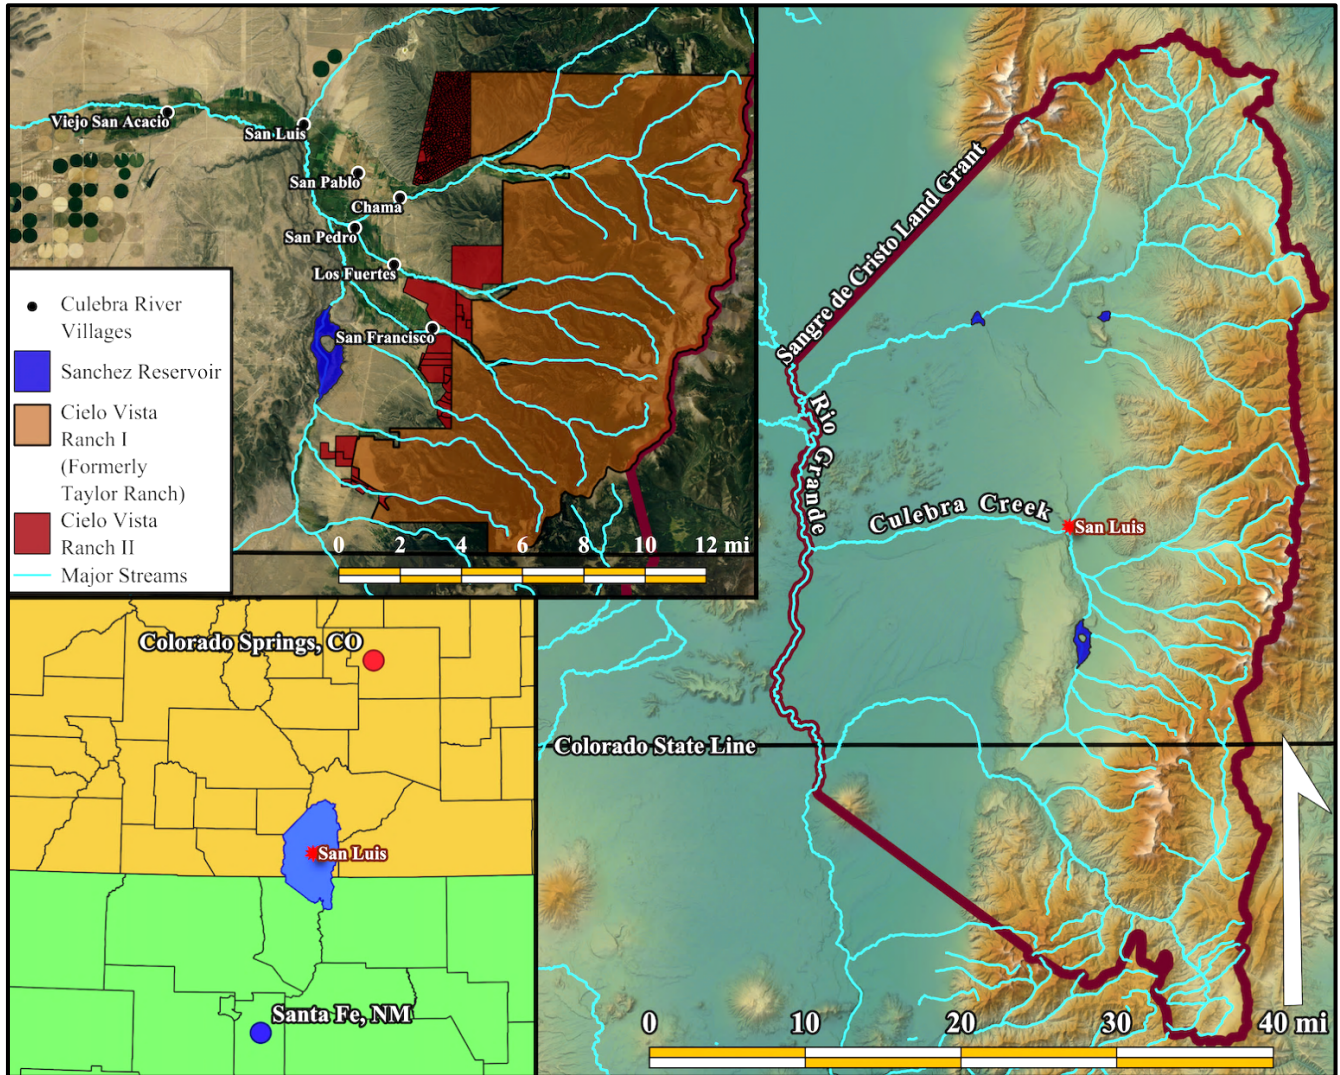 Viejo San Acacio
San Luis
San Pablo
Chama
San Pedro
Los Fuertes
San Francisco
Culebra River
Villages
Sanchez Reservoir
Cielo Vista
Ranch I
(Formerly
Taylor Ranch)
Cielo Vista
Ranch II
Major Streams
0 2 4 6 8 10 12 mi
Colorado Springs, CO
San Luis
Santa Fe, NM
Sangre de Cristo Land Grant
Rio Grande
Culebra Creek
San Luis
Colorado State Line
0 10 20 30 40 mi